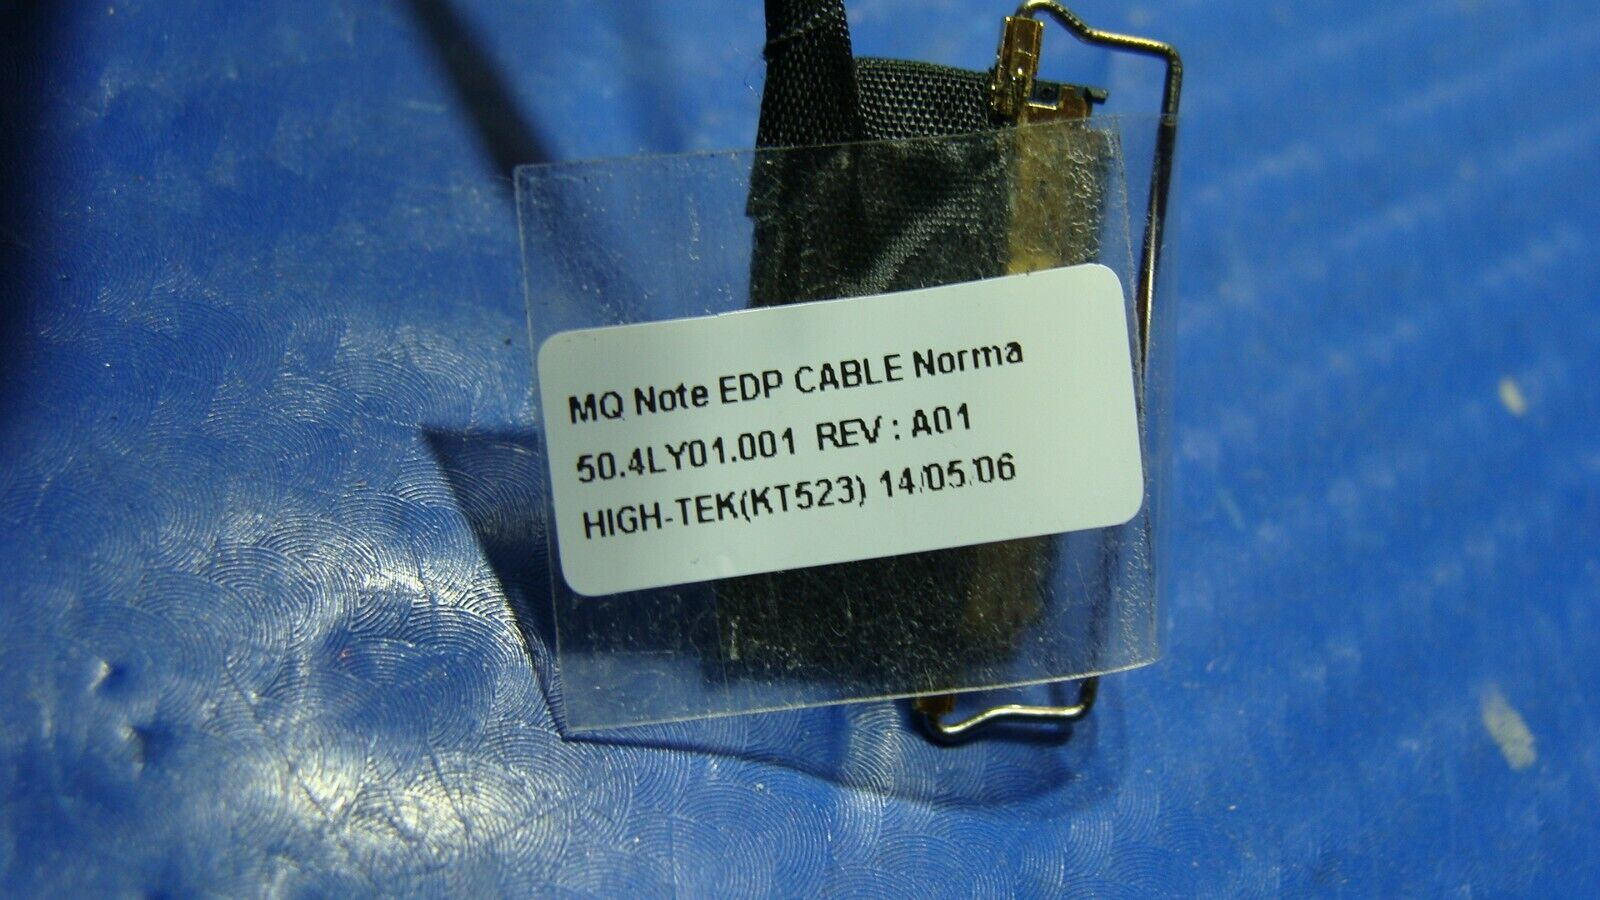 MQ Note EDP CABLE Norma
50.4LY01.001 REV : A01
HIGH-TEK(KT523) 14/05/06